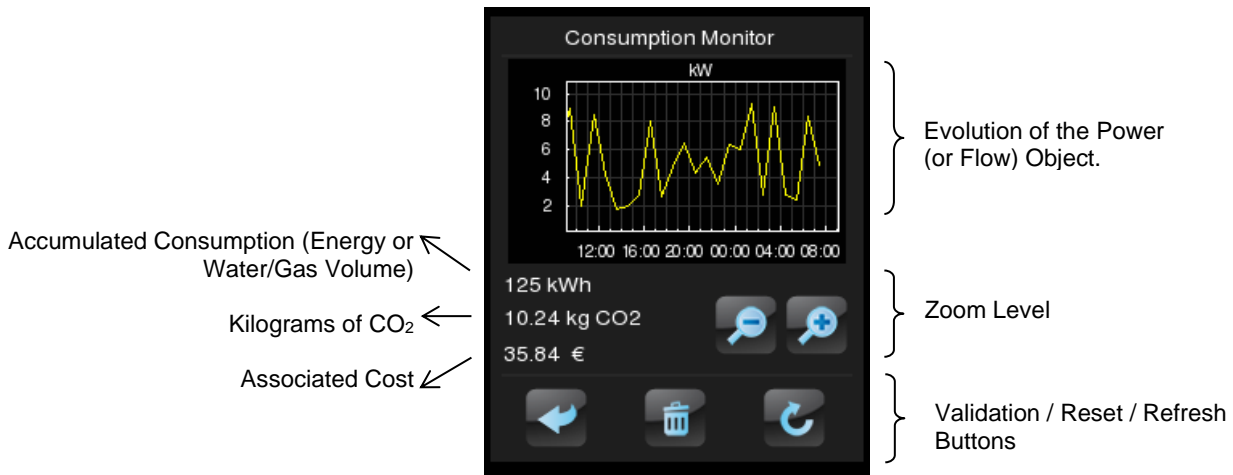 Consumption Monitor
kW
10
8
6
4
2
12:00 16:00 20:00 00:00 04:00 08:00
125 kWh
10.24 kg CO2
35.84 €
Accumulated Consumption (Energy or
Water/Gas Volume)
Kilograms of CO₂
Associated Cost
Evolution of the Power
(or Flow) Object.
Zoom Level
Validation / Reset / Refresh
Buttons